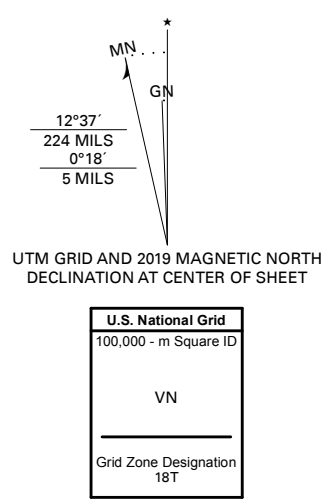 ★
MN
GN
12°37´
224 MILS
0°18´
5 MILS
UTM GRID AND 2019 MAGNETIC NORTH
DECLINATION AT CENTER OF SHEET
U.S. National Grid
100,000 - m Square ID
VN
Grid Zone Designation
18T